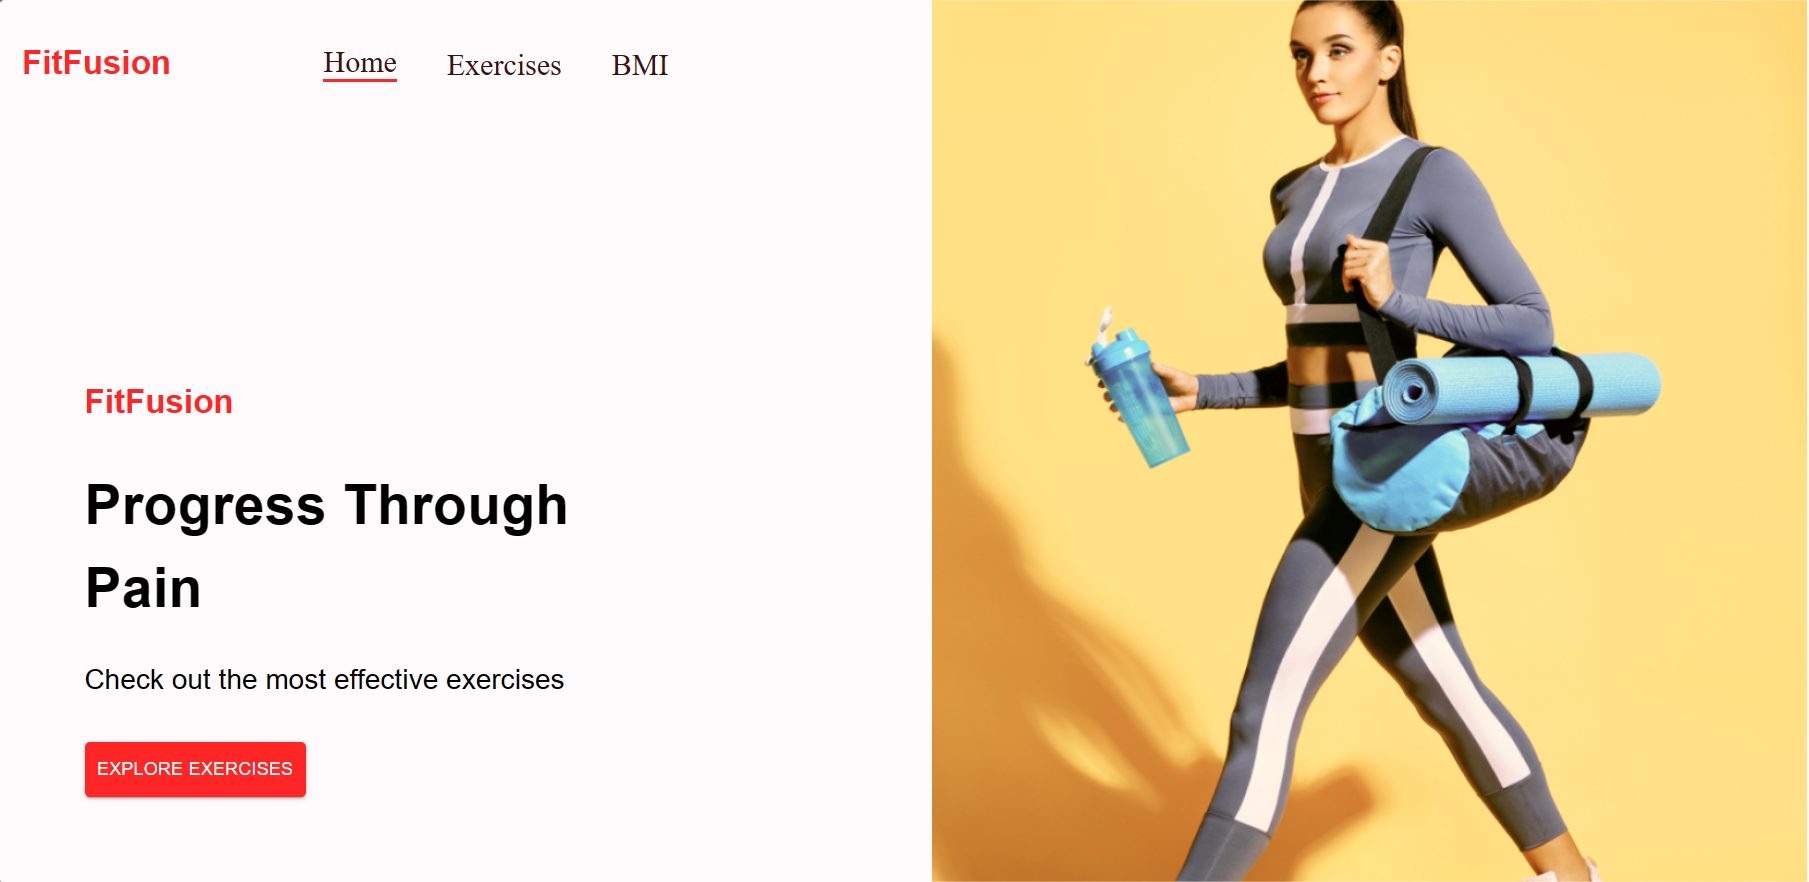 FitFusion
Home Exercises BMI
FitFusion
Progress Through
Pain
Check out the most effective exercises
EXPLORE EXERCISES